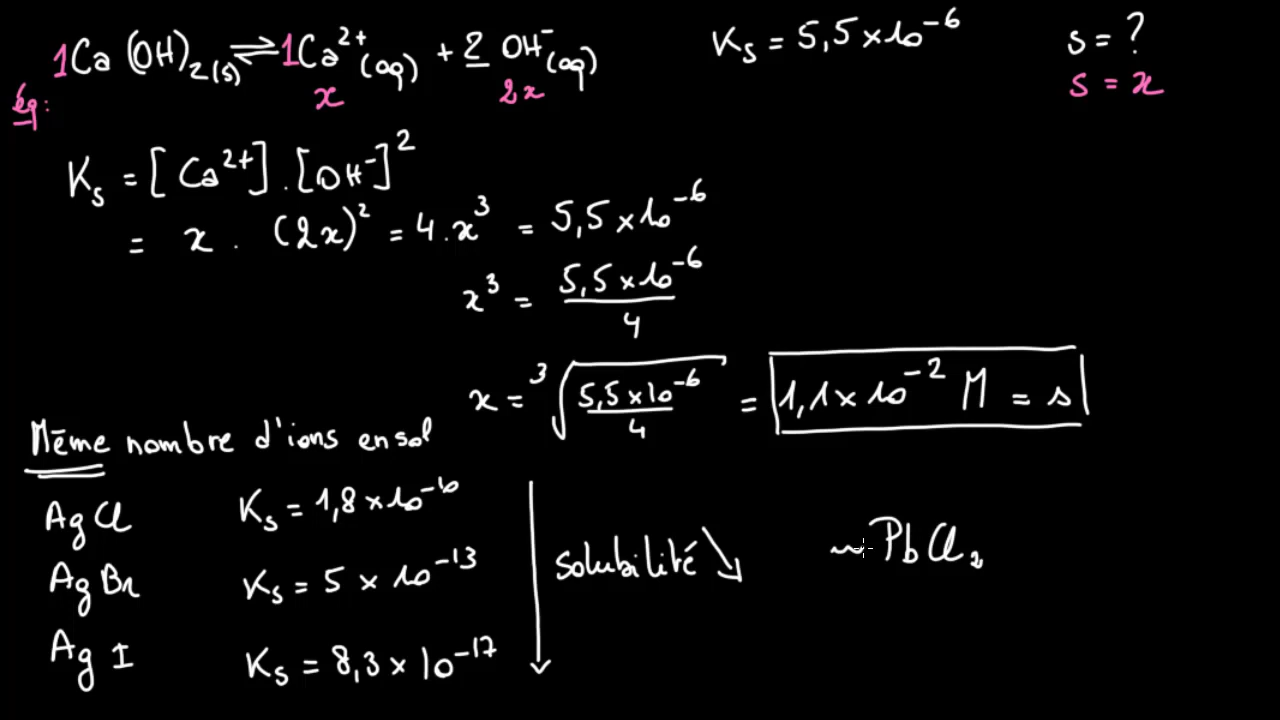 1Ca(OH)₂(s) ⇌ 1Ca²⁺(aq) + 2 OH⁻(aq)
Ks = 5,5×10⁻⁶
s = ?
Éq: x 2x
s = x
Ks = [Ca²⁺].[OH⁻]²
= x . (2x)² = 4.x³ = 5,5×10⁻⁶
x³ = 5,5×10⁻⁶ / 4
x = ³√(5,5×10⁻⁶ / 4) = 1,1×10⁻² M = s
Même nombre d'ions en sol
AgCl Ks = 1,8×10⁻¹⁰
AgBr Ks = 5×10⁻¹³
AgI Ks = 8,3×10⁻¹⁷
solubilité ↘
PbCl₂